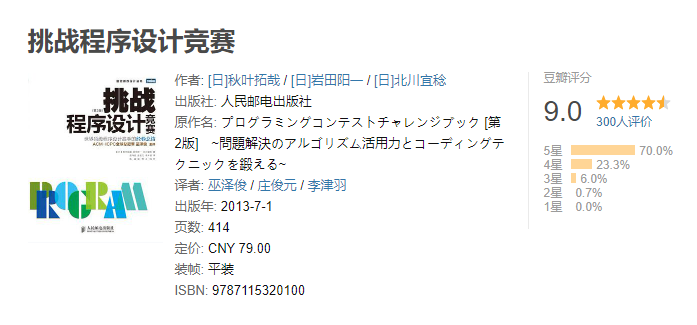 挑战程序设计竞赛
挑战
程序设计竞赛
PROGRAM
作者: [日]秋叶拓哉 / [日]岩田阳一 / [日]北川宜稔
出版社: 人民邮电出版社
原作名: プログラミングコンテストチャレンジブック [第
2版]　~問題解決のアルゴリズム活用力とコーディングテ
クニックを鍛える~
译者: 巫泽俊 / 庄俊元 / 李津羽
出版年: 2013-7-1
页数: 414
定价: CNY 79.00
装帧: 平装
ISBN: 9787115320100
豆瓣评分
9.0
300人评价
5星 70.0%
4星 23.3%
3星 6.0%
2星 0.7%
1星 0.0%